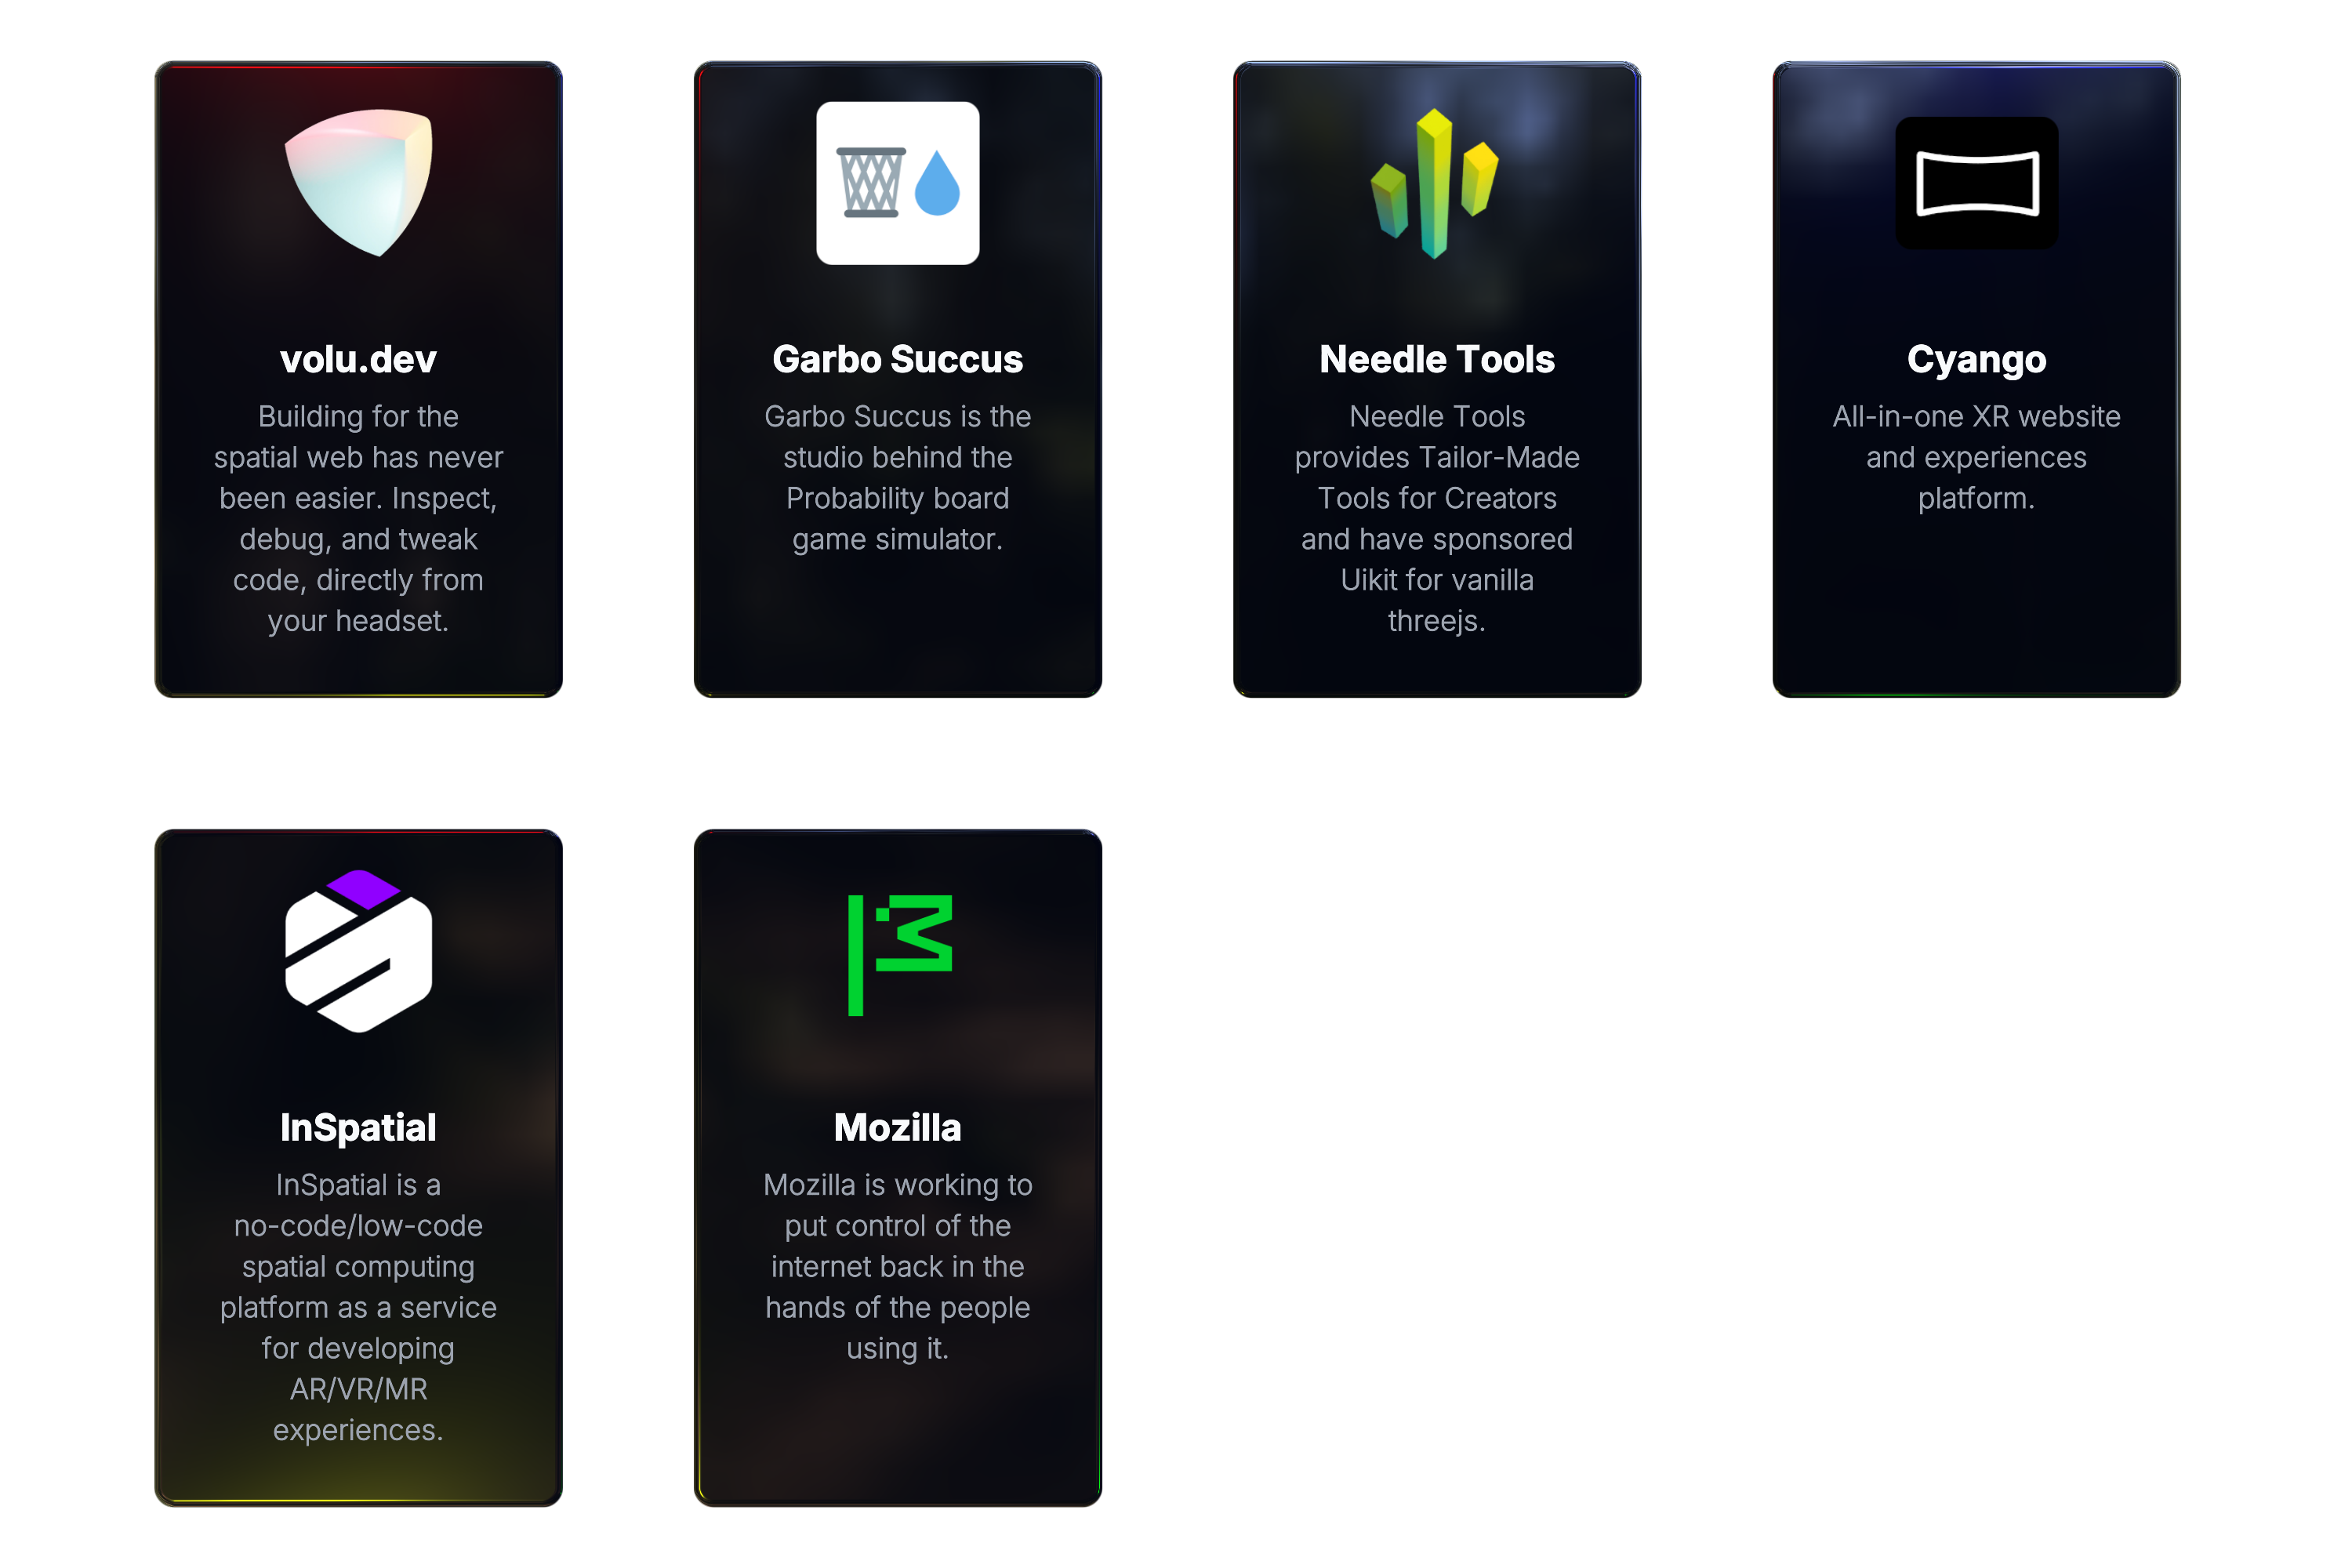 volu.dev
Building for the
spatial web has never
been easier. Inspect,
debug, and tweak
code, directly from
your headset.
Garbo Succus
Garbo Succus is the
studio behind the
Probability board
game simulator.
Needle Tools
Needle Tools
provides Tailor-Made
Tools for Creators
and have sponsored
Uikit for vanilla
threejs.
Cyango
All-in-one XR website
and experiences
platform.
InSpatial
InSpatial is a
no-code/low-code
spatial computing
platform as a service
for developing
AR/VR/MR
experiences.
Mozilla
Mozilla is working to
put control of the
internet back in the
hands of the people
using it.